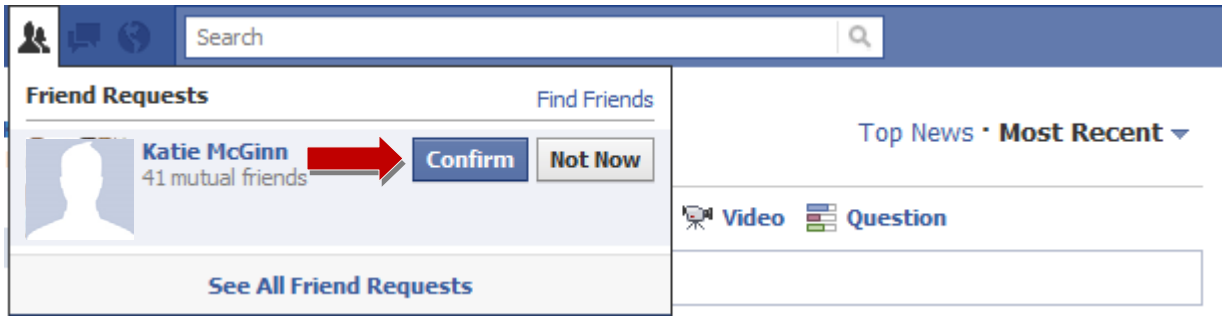 Search
Friend Requests
Find Friends
Katie McGinn
41 mutual friends
Confirm
Not Now
See All Friend Requests
Top News · Most Recent
Video
Question